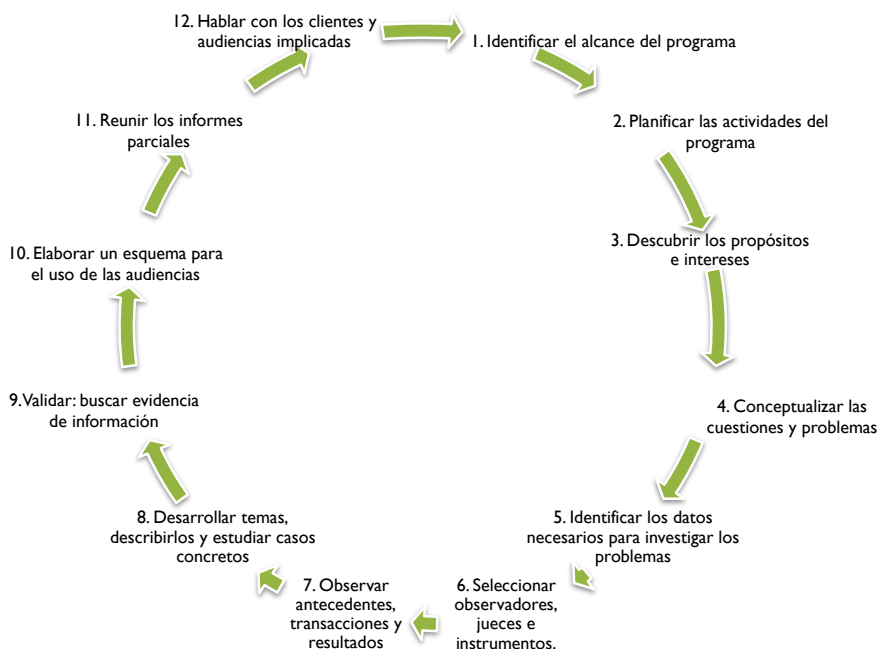 12. Hablar con los clientes y
audiencias implicadas
1. Identificar el alcance del programa
2. Planificar las actividades del
programa
3. Descubrir los propósitos
e intereses
4. Conceptualizar las
cuestiones y problemas
5. Identificar los datos
necesarios para investigar los
problemas
6. Seleccionar
observadores,
jueces e
instrumentos.
7. Observar
antecedentes,
transacciones y
resultados
8. Desarrollar temas,
describirlos y estudiar casos
concretos
9. Validar: buscar evidencia
de información
10. Elaborar un esquema para
el uso de las audiencias
11. Reunir los informes
parciales